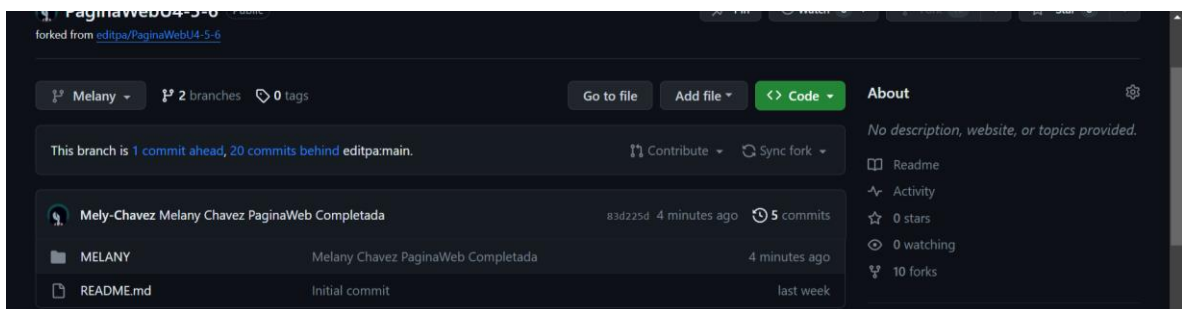 PaginaWebU4-5-6 Public
forked from editpa/PaginaWebU4-5-6
Melany 2 branches 0 tags Go to file Add file <> Code
This branch is 1 commit ahead, 20 commits behind editpa:main. Contribute Sync fork
Mely-Chavez Melany Chavez PaginaWeb Completada 83d225d 4 minutes ago 5 commits
MELANY Melany Chavez PaginaWeb Completada 4 minutes ago
README.md Initial commit last week
About
No description, website, or topics provided.
Readme
Activity
0 stars
0 watching
10 forks